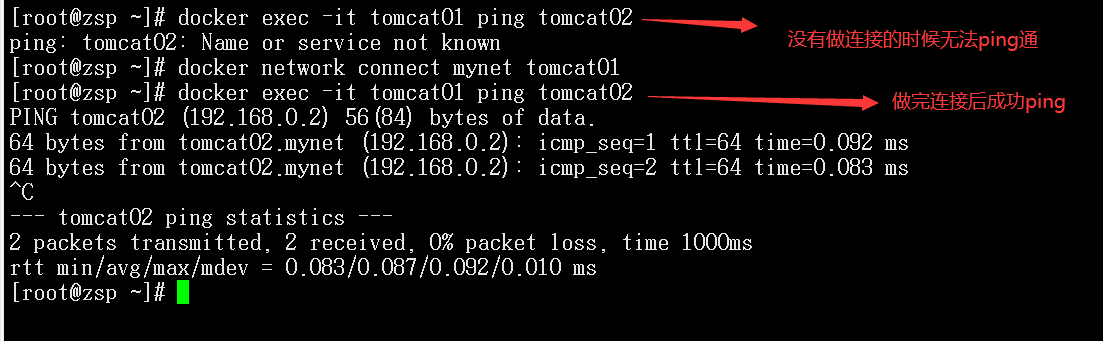 [root@zsp ~]# docker exec -it tomcat01 ping tomcat02
没有做连接的时候无法ping通
ping: tomcat02: Name or service not known
[root@zsp ~]# docker network connect mynet tomcat01
[root@zsp ~]# docker exec -it tomcat01 ping tomcat02
做完连接后成功ping
PING tomcat02 (192.168.0.2) 56(84) bytes of data.
64 bytes from tomcat02.mynet (192.168.0.2): icmp_seq=1 ttl=64 time=0.092 ms
64 bytes from tomcat02.mynet (192.168.0.2): icmp_seq=2 ttl=64 time=0.083 ms
^C
--- tomcat02 ping statistics ---
2 packets transmitted, 2 received, 0% packet loss, time 1000ms
rtt min/avg/max/mdev = 0.083/0.087/0.092/0.010 ms
[root@zsp ~]#